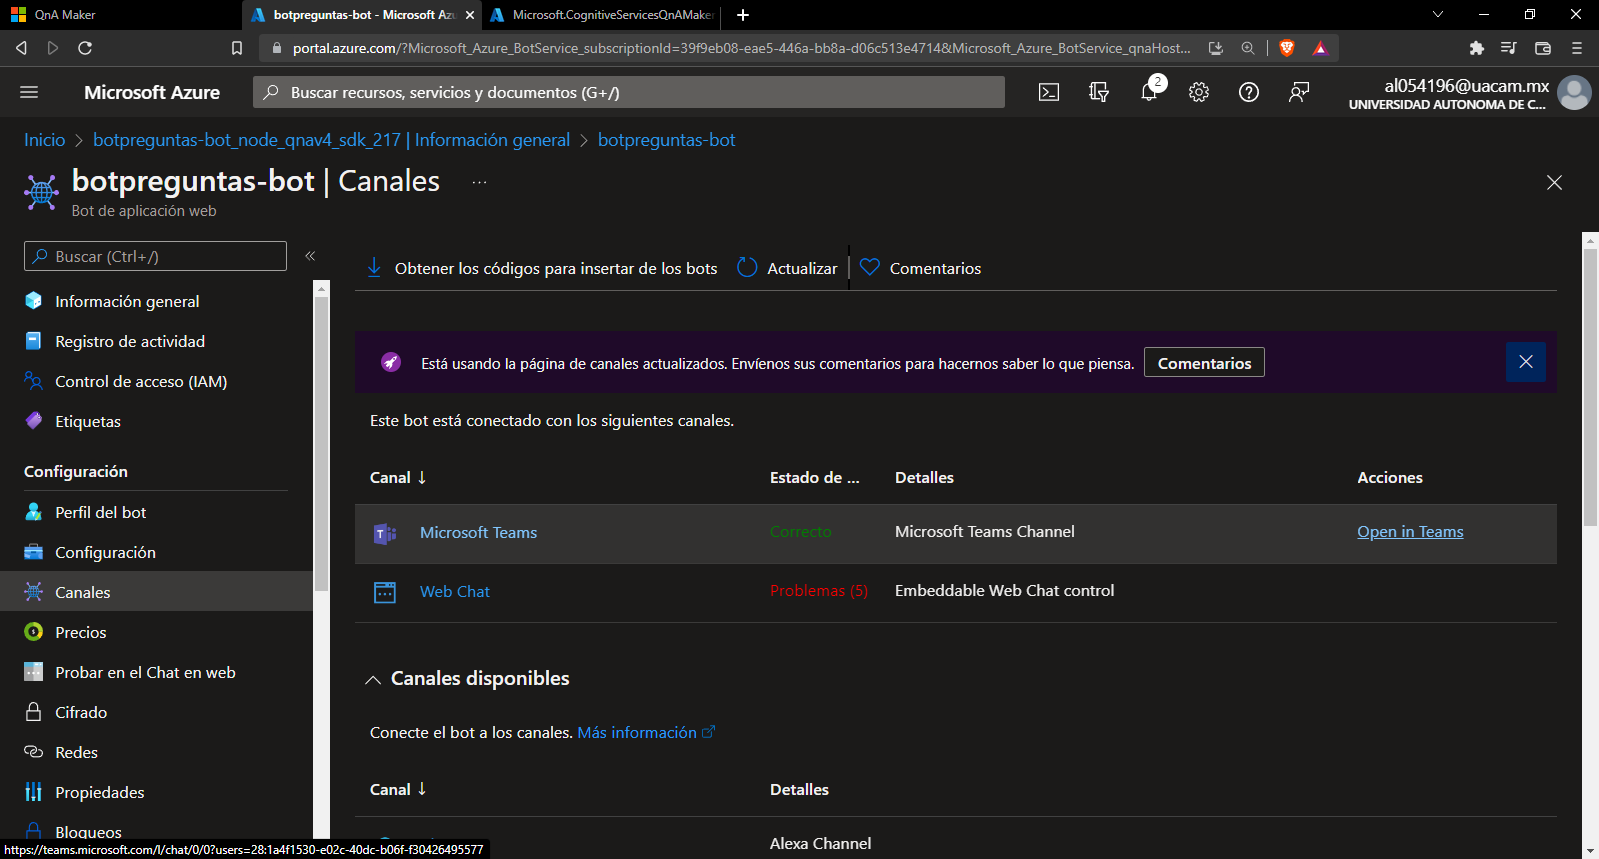 QnA Maker
botpreguntas-bot - Microsoft Azu
Microsoft.CognitiveServicesQnAMaker
portal.azure.com/?Microsoft_Azure_BotService_subscriptionId=39f9eb08-eae5-446a-bb8a-d06c513e4714&Microsoft_Azure_BotService_qnaHost...
Microsoft Azure
Buscar recursos, servicios y documentos (G+/)
2
al054196@uacam.mx
UNIVERSIDAD AUTONOMA DE C...
Inicio > botpreguntas-bot_node_qnav4_sdk_217 | Información general > botpreguntas-bot
botpreguntas-bot | Canales ...
Bot de aplicación web
Buscar (Ctrl+/)
«
Información general
Registro de actividad
Control de acceso (IAM)
Etiquetas
Configuración
Perfil del bot
Configuración
Canales
Precios
Probar en el Chat en web
Cifrado
Redes
Propiedades
Bloqueos
Obtener los códigos para insertar de los bots
Actualizar
Comentarios
Está usando la página de canales actualizados. Envíenos sus comentarios para hacernos saber lo que piensa.
Comentarios
Este bot está conectado con los siguientes canales.
Canal ↓ Estado de ... Detalles Acciones
Microsoft Teams Correcto Microsoft Teams Channel Open in Teams
Web Chat Problemas (5) Embeddable Web Chat control
Canales disponibles
Conecte el bot a los canales. Más información
Canal ↓ Detalles
Alexa Channel
https://teams.microsoft.com/l/chat/0/0?users=28:1a4f1530-e02c-40dc-b06f-f30426495577